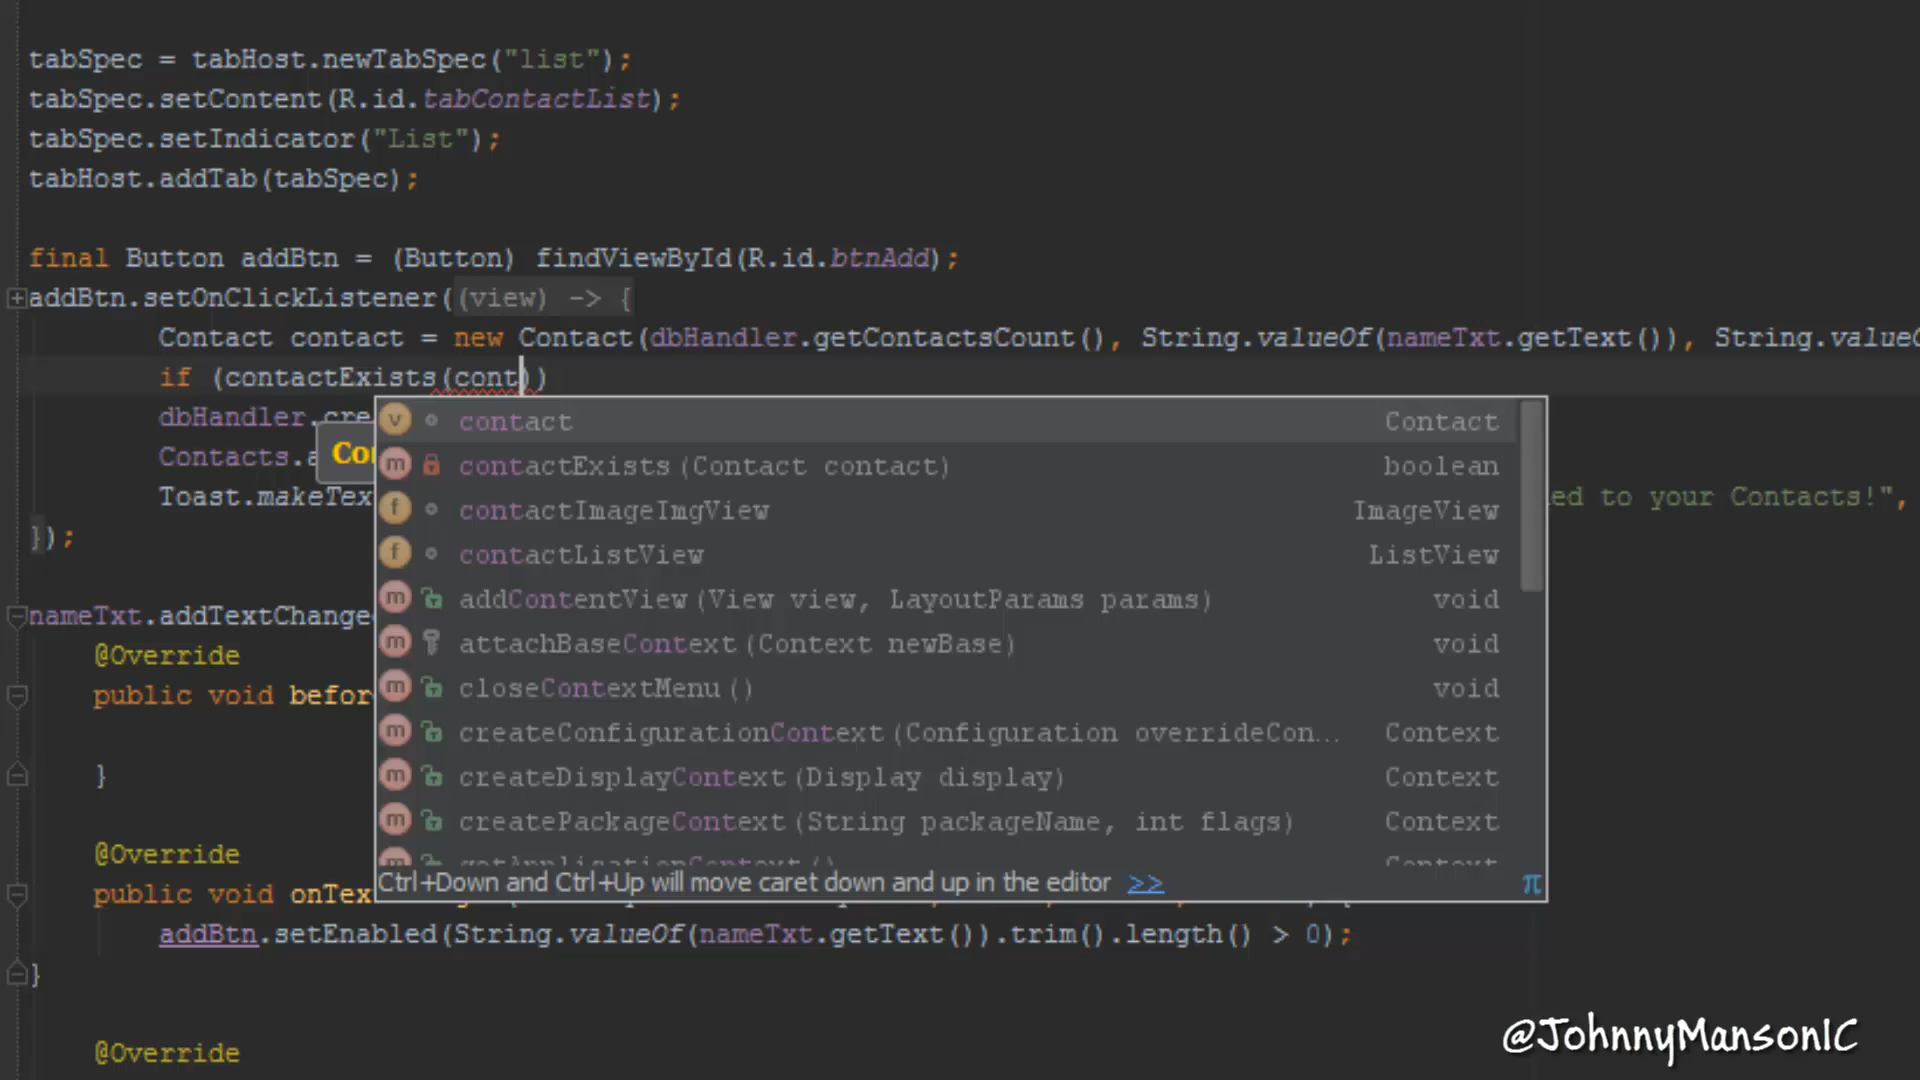 tabSpec = tabHost.newTabSpec("list");
tabSpec.setContent(R.id.tabContactList);
tabSpec.setIndicator("List");
tabHost.addTab(tabSpec);
final Button addBtn = (Button) findViewById(R.id.btnAdd);
addBtn.setOnClickListener((view) -> {
Contact contact = new Contact(dbHandler.getContactsCount(), String.valueOf(nameTxt.getText()), String.valueO
if (contactExists(cont))
dbHandler.cre
contact Contact
Contacts.a
Con
contactExists(Contact contact) boolean
Toast.makeTex
ed to your Contacts!",
contactImageImgView ImageView
});
contactListView ListView
nameTxt.addTextChange
addContentView(View view, LayoutParams params) void
@Override
attachBaseContext(Context newBase) void
public void befor
closeContextMenu() void
createConfigurationContext(Configuration overrideCon... Context
}
createDisplayContext(Display display) Context
createPackageContext(String packageName, int flags) Context
@Override
getApplicationContext() Context
Ctrl+Down and Ctrl+Up will move caret down and up in the editor >> π
public void onTex
addBtn.setEnabled(String.valueOf(nameTxt.getText()).trim().length() > 0);
}
@Override
@JohnnyMansonIC